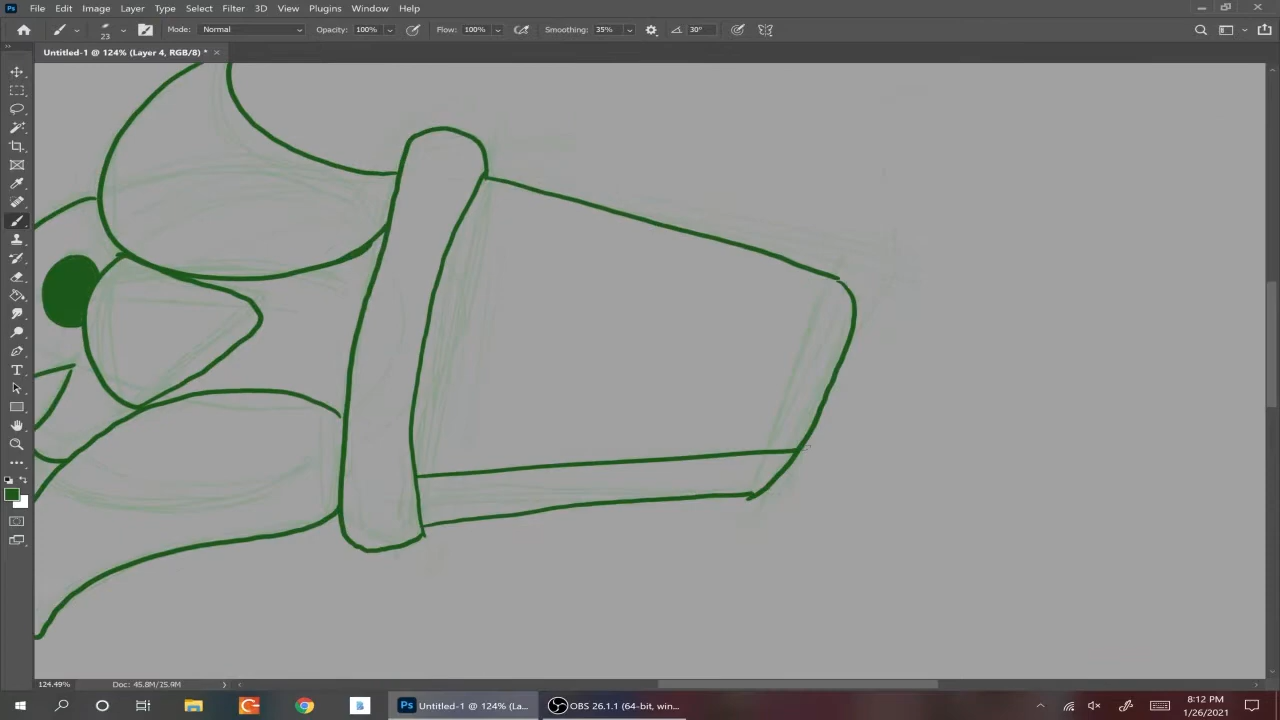 File Edit Image Layer Type Select Filter 3D View Plugins Window Help
23 Mode: Normal Opacity: 100% Flow: 100% Smoothing: 35% 30°
Untitled-1 @ 124% (Layer 4, RGB/8) *
124.49% Doc: 45.8M/75.9M
Untitled-1 @ 124% (La... OBS 26.1.1 (64-bit, win... 8:12 PM
1/26/2021